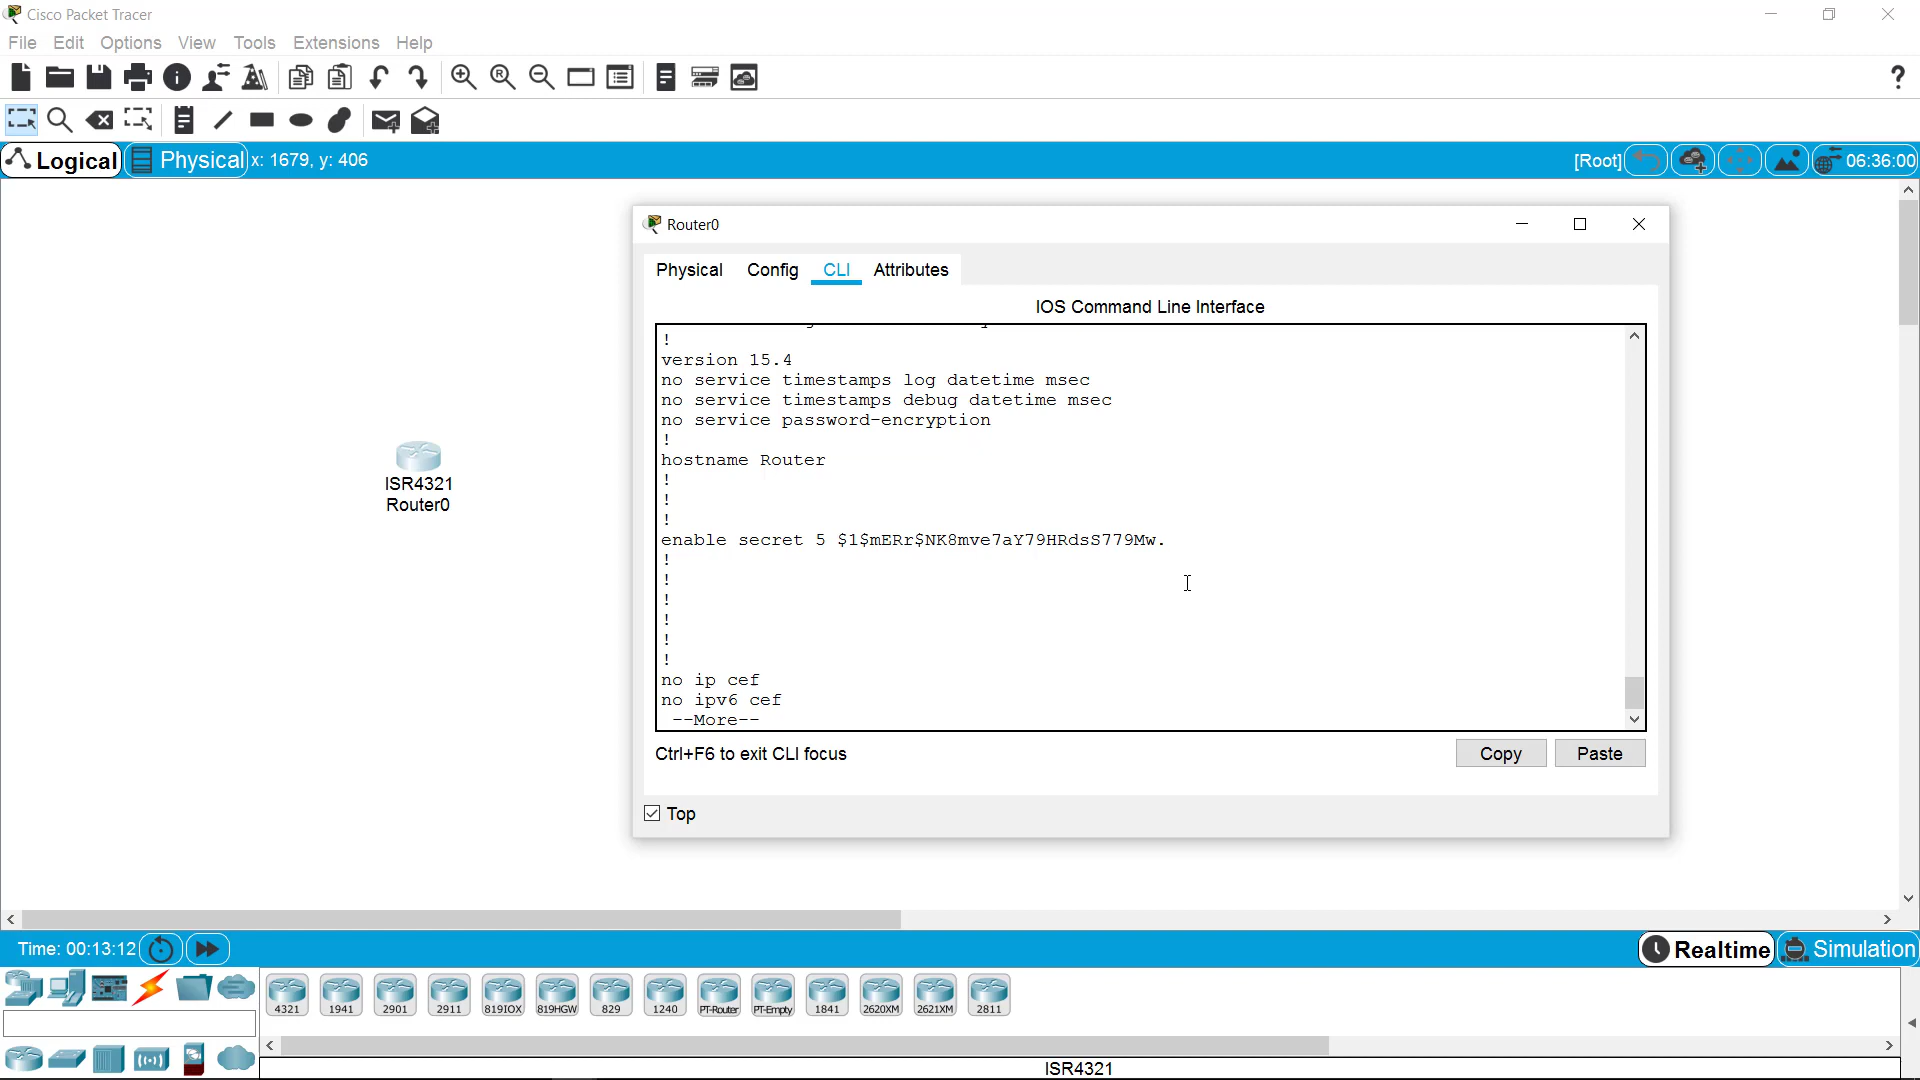 Cisco Packet Tracer
File Edit Options View Tools Extensions Help
Logical Physical x: 1679, y: 406 [Root] 06:36:00
Router0
Physical Config CLI Attributes
IOS Command Line Interface
!
version 15.4
no service timestamps log datetime msec
no service timestamps debug datetime msec
no service password-encryption
!
hostname Router
!
!
!
enable secret 5 $1$mERr$NK8mve7aY79HRdsS779Mw.
!
!
!
!
!
!
no ip cef
no ipv6 cef
--More--
Ctrl+F6 to exit CLI focus
Copy Paste
Top
ISR4321
Router0
Time: 00:13:12 Realtime Simulation
4321 1941 2901 2911 819IOX 819HGW 829 1240 PT-Router PT-Empty 1841 2620XM 2621XM 2811
ISR4321